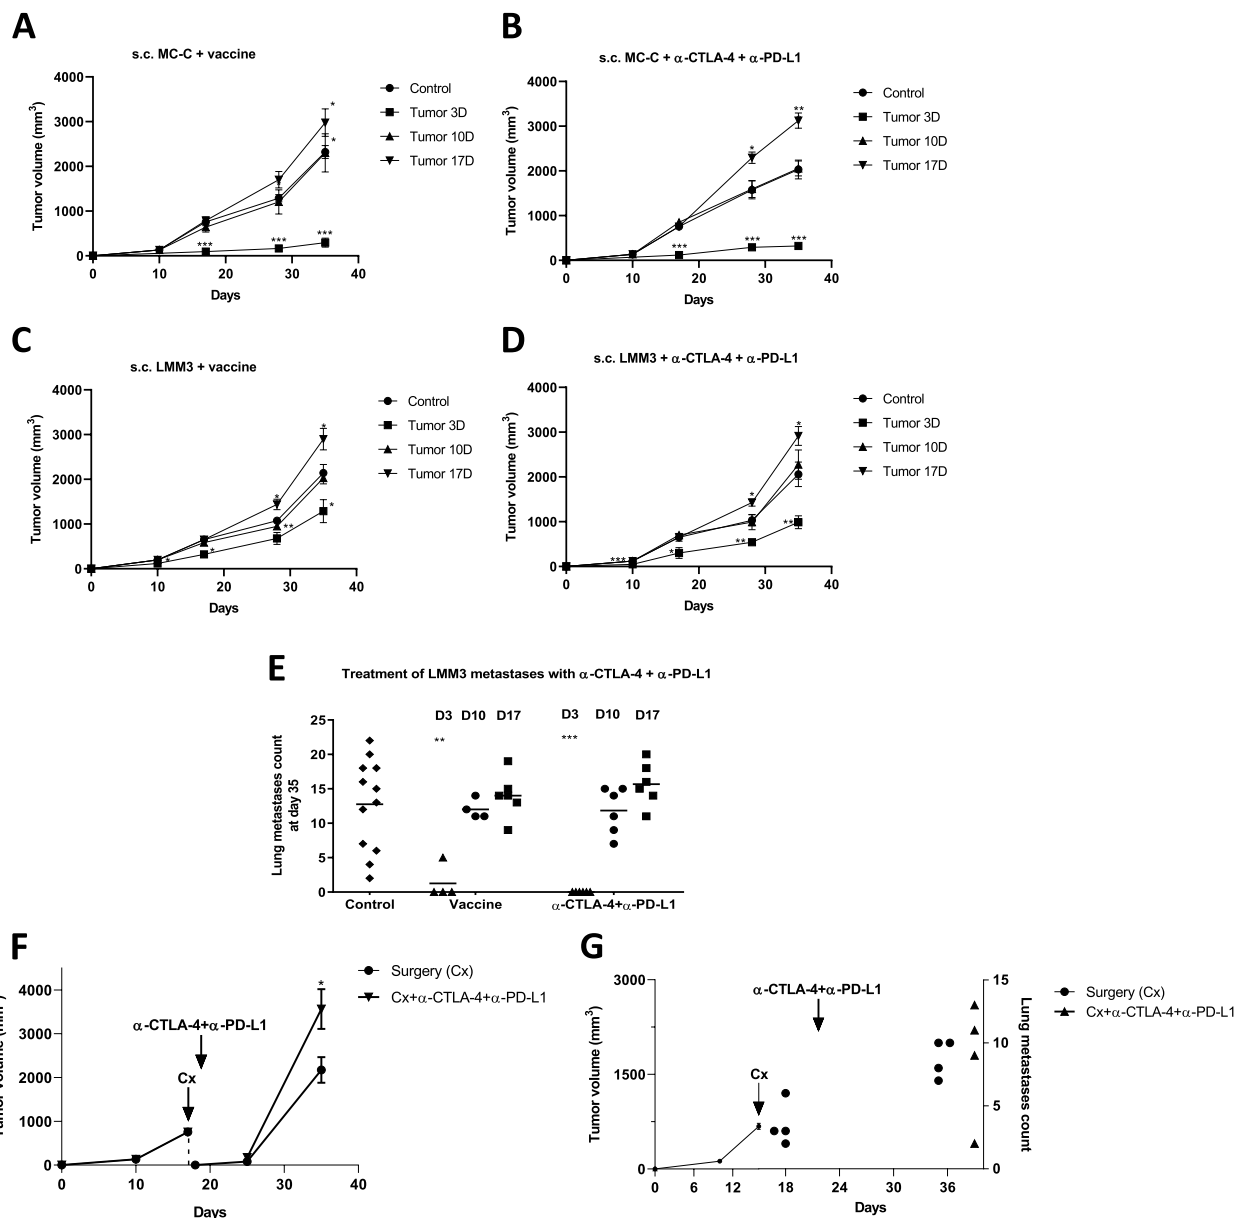 A
s.c. MC-C + vaccine
Tumor volume (mm3)
4000
3000
2000
1000
0
0 10 20 30 40
Days
*
*
*** *** ***
Control
Tumor 3D
Tumor 10D
Tumor 17D
B
s.c. MC-C + α-CTLA-4 + α-PD-L1
Tumor volume (mm3)
4000
3000
2000
1000
0
0 10 20 30 40
Days
**
*
*** *** ***
Control
Tumor 3D
Tumor 10D
Tumor 17D
C
s.c. LMM3 + vaccine
Tumor volume (mm3)
4000
3000
2000
1000
0
0 10 20 30 40
Days
*
*
* * ** *
Control
Tumor 3D
Tumor 10D
Tumor 17D
D
s.c. LMM3 + α-CTLA-4 + α-PD-L1
Tumor volume (mm3)
4000
3000
2000
1000
0
0 10 20 30 40
Days
*
*
*** * ** **
Control
Tumor 3D
Tumor 10D
Tumor 17D
E
Treatment of LMM3 metastases with α-CTLA-4 + α-PD-L1
Lung metastases count
at day 35
25
20
15
10
5
0
D3 D10 D17 D3 D10 D17
** ***
Control Vaccine α-CTLA-4+α-PD-L1
F
Tumor volume (mm3)
4000
3000
2000
1000
0
0 10 20 30 40
Days
α-CTLA-4+α-PD-L1
Cx
*
Surgery (Cx)
Cx+α-CTLA-4+α-PD-L1
G
Tumor volume (mm3)
3000
1500
0
0 6 12 18 24 30 36
Days
α-CTLA-4+α-PD-L1
Cx
15
10
5
0
Lung metastases count
Surgery (Cx)
Cx+α-CTLA-4+α-PD-L1